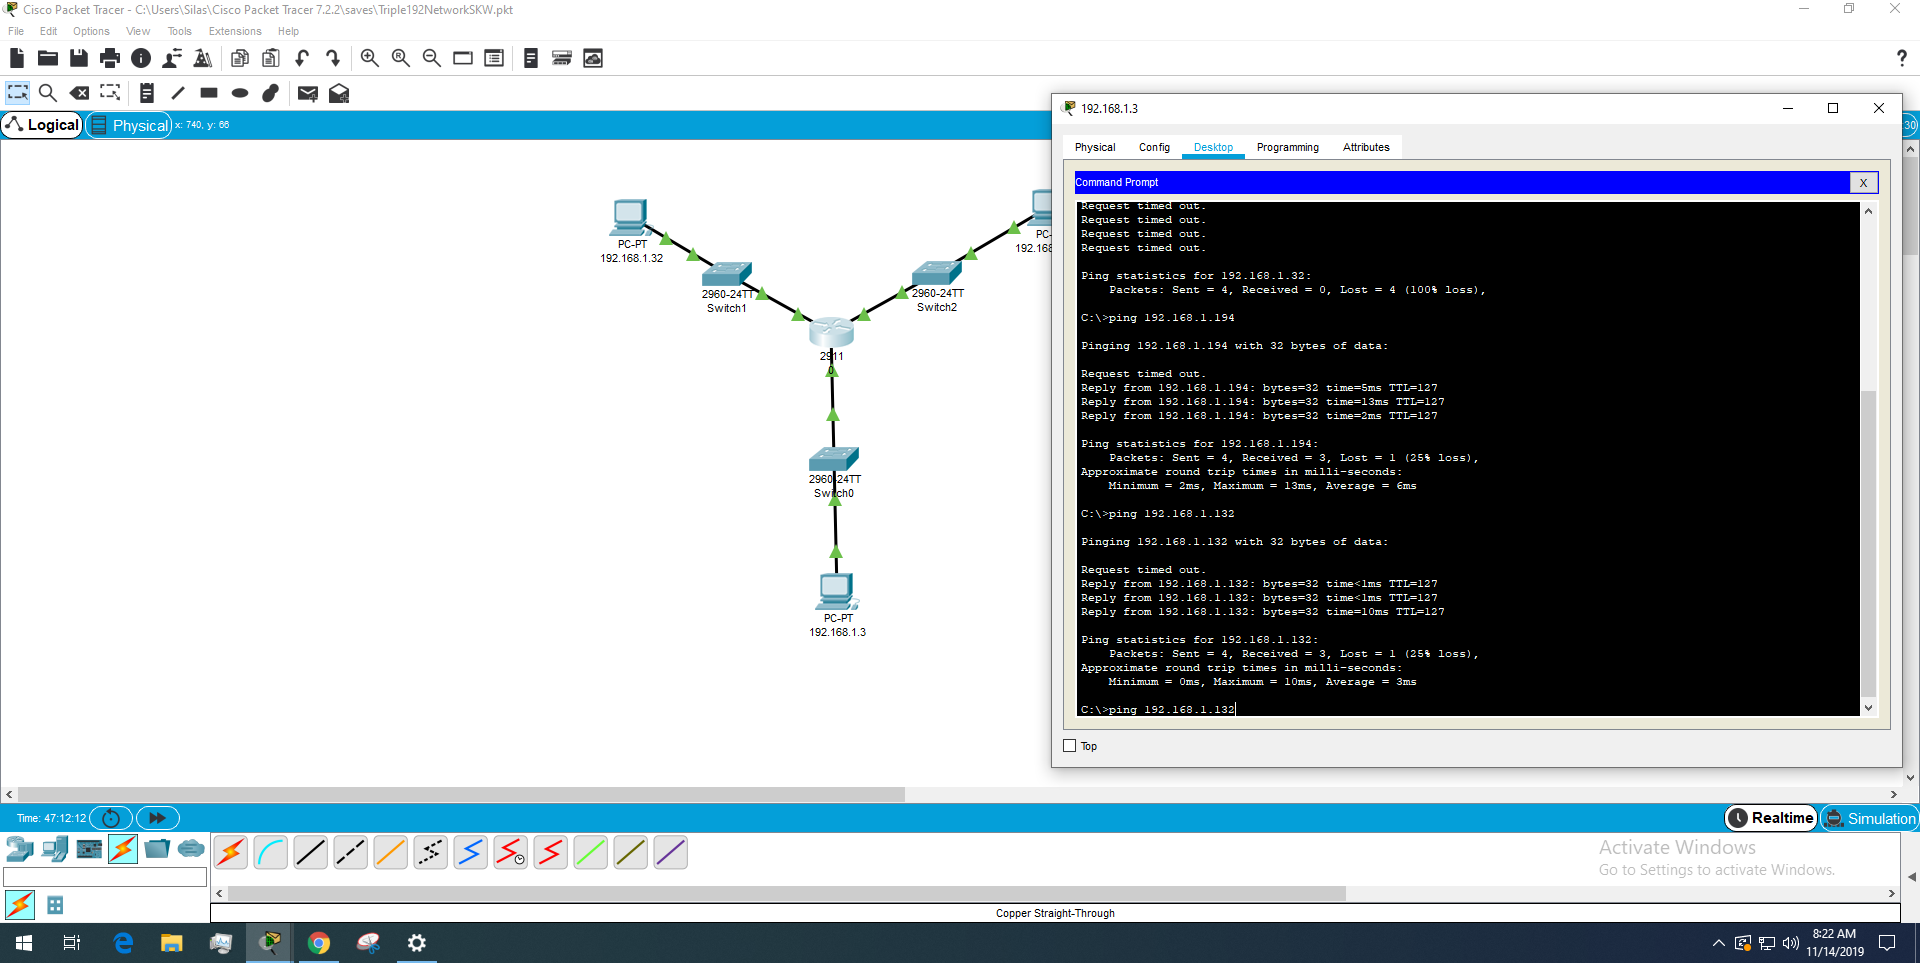 Cisco Packet Tracer - C:\Users\Silas\Cisco Packet Tracer 7.2.2\saves\Triple192NetworkSKW.pkt
File Edit Options View Tools Extensions Help
Logical Physical x: 740, y: 66
30)
PC-PT
192.168.1.32
2960-24TT
Switch1
PC-
192.168
2960-24TT
Switch2
2911
0
2960-24TT
Switch0
PC-PT
192.168.1.3
192.168.1.3
Physical Config Desktop Programming Attributes
Command Prompt X
Request timed out.
Request timed out.
Request timed out.
Request timed out.
Ping statistics for 192.168.1.32:
Packets: Sent = 4, Received = 0, Lost = 4 (100% loss),
C:\>ping 192.168.1.194
Pinging 192.168.1.194 with 32 bytes of data:
Request timed out.
Reply from 192.168.1.194: bytes=32 time=5ms TTL=127
Reply from 192.168.1.194: bytes=32 time=13ms TTL=127
Reply from 192.168.1.194: bytes=32 time=2ms TTL=127
Ping statistics for 192.168.1.194:
Packets: Sent = 4, Received = 3, Lost = 1 (25% loss),
Approximate round trip times in milli-seconds:
Minimum = 2ms, Maximum = 13ms, Average = 6ms
C:\>ping 192.168.1.132
Pinging 192.168.1.132 with 32 bytes of data:
Request timed out.
Reply from 192.168.1.132: bytes=32 time<1ms TTL=127
Reply from 192.168.1.132: bytes=32 time<1ms TTL=127
Reply from 192.168.1.132: bytes=32 time=10ms TTL=127
Ping statistics for 192.168.1.132:
Packets: Sent = 4, Received = 3, Lost = 1 (25% loss),
Approximate round trip times in milli-seconds:
Minimum = 0ms, Maximum = 10ms, Average = 3ms
C:\>ping 192.168.1.132
Top
Time: 47:12:12
Realtime Simulation
Activate Windows
Go to Settings to activate Windows.
Copper Straight-Through
8:22 AM
11/14/2019